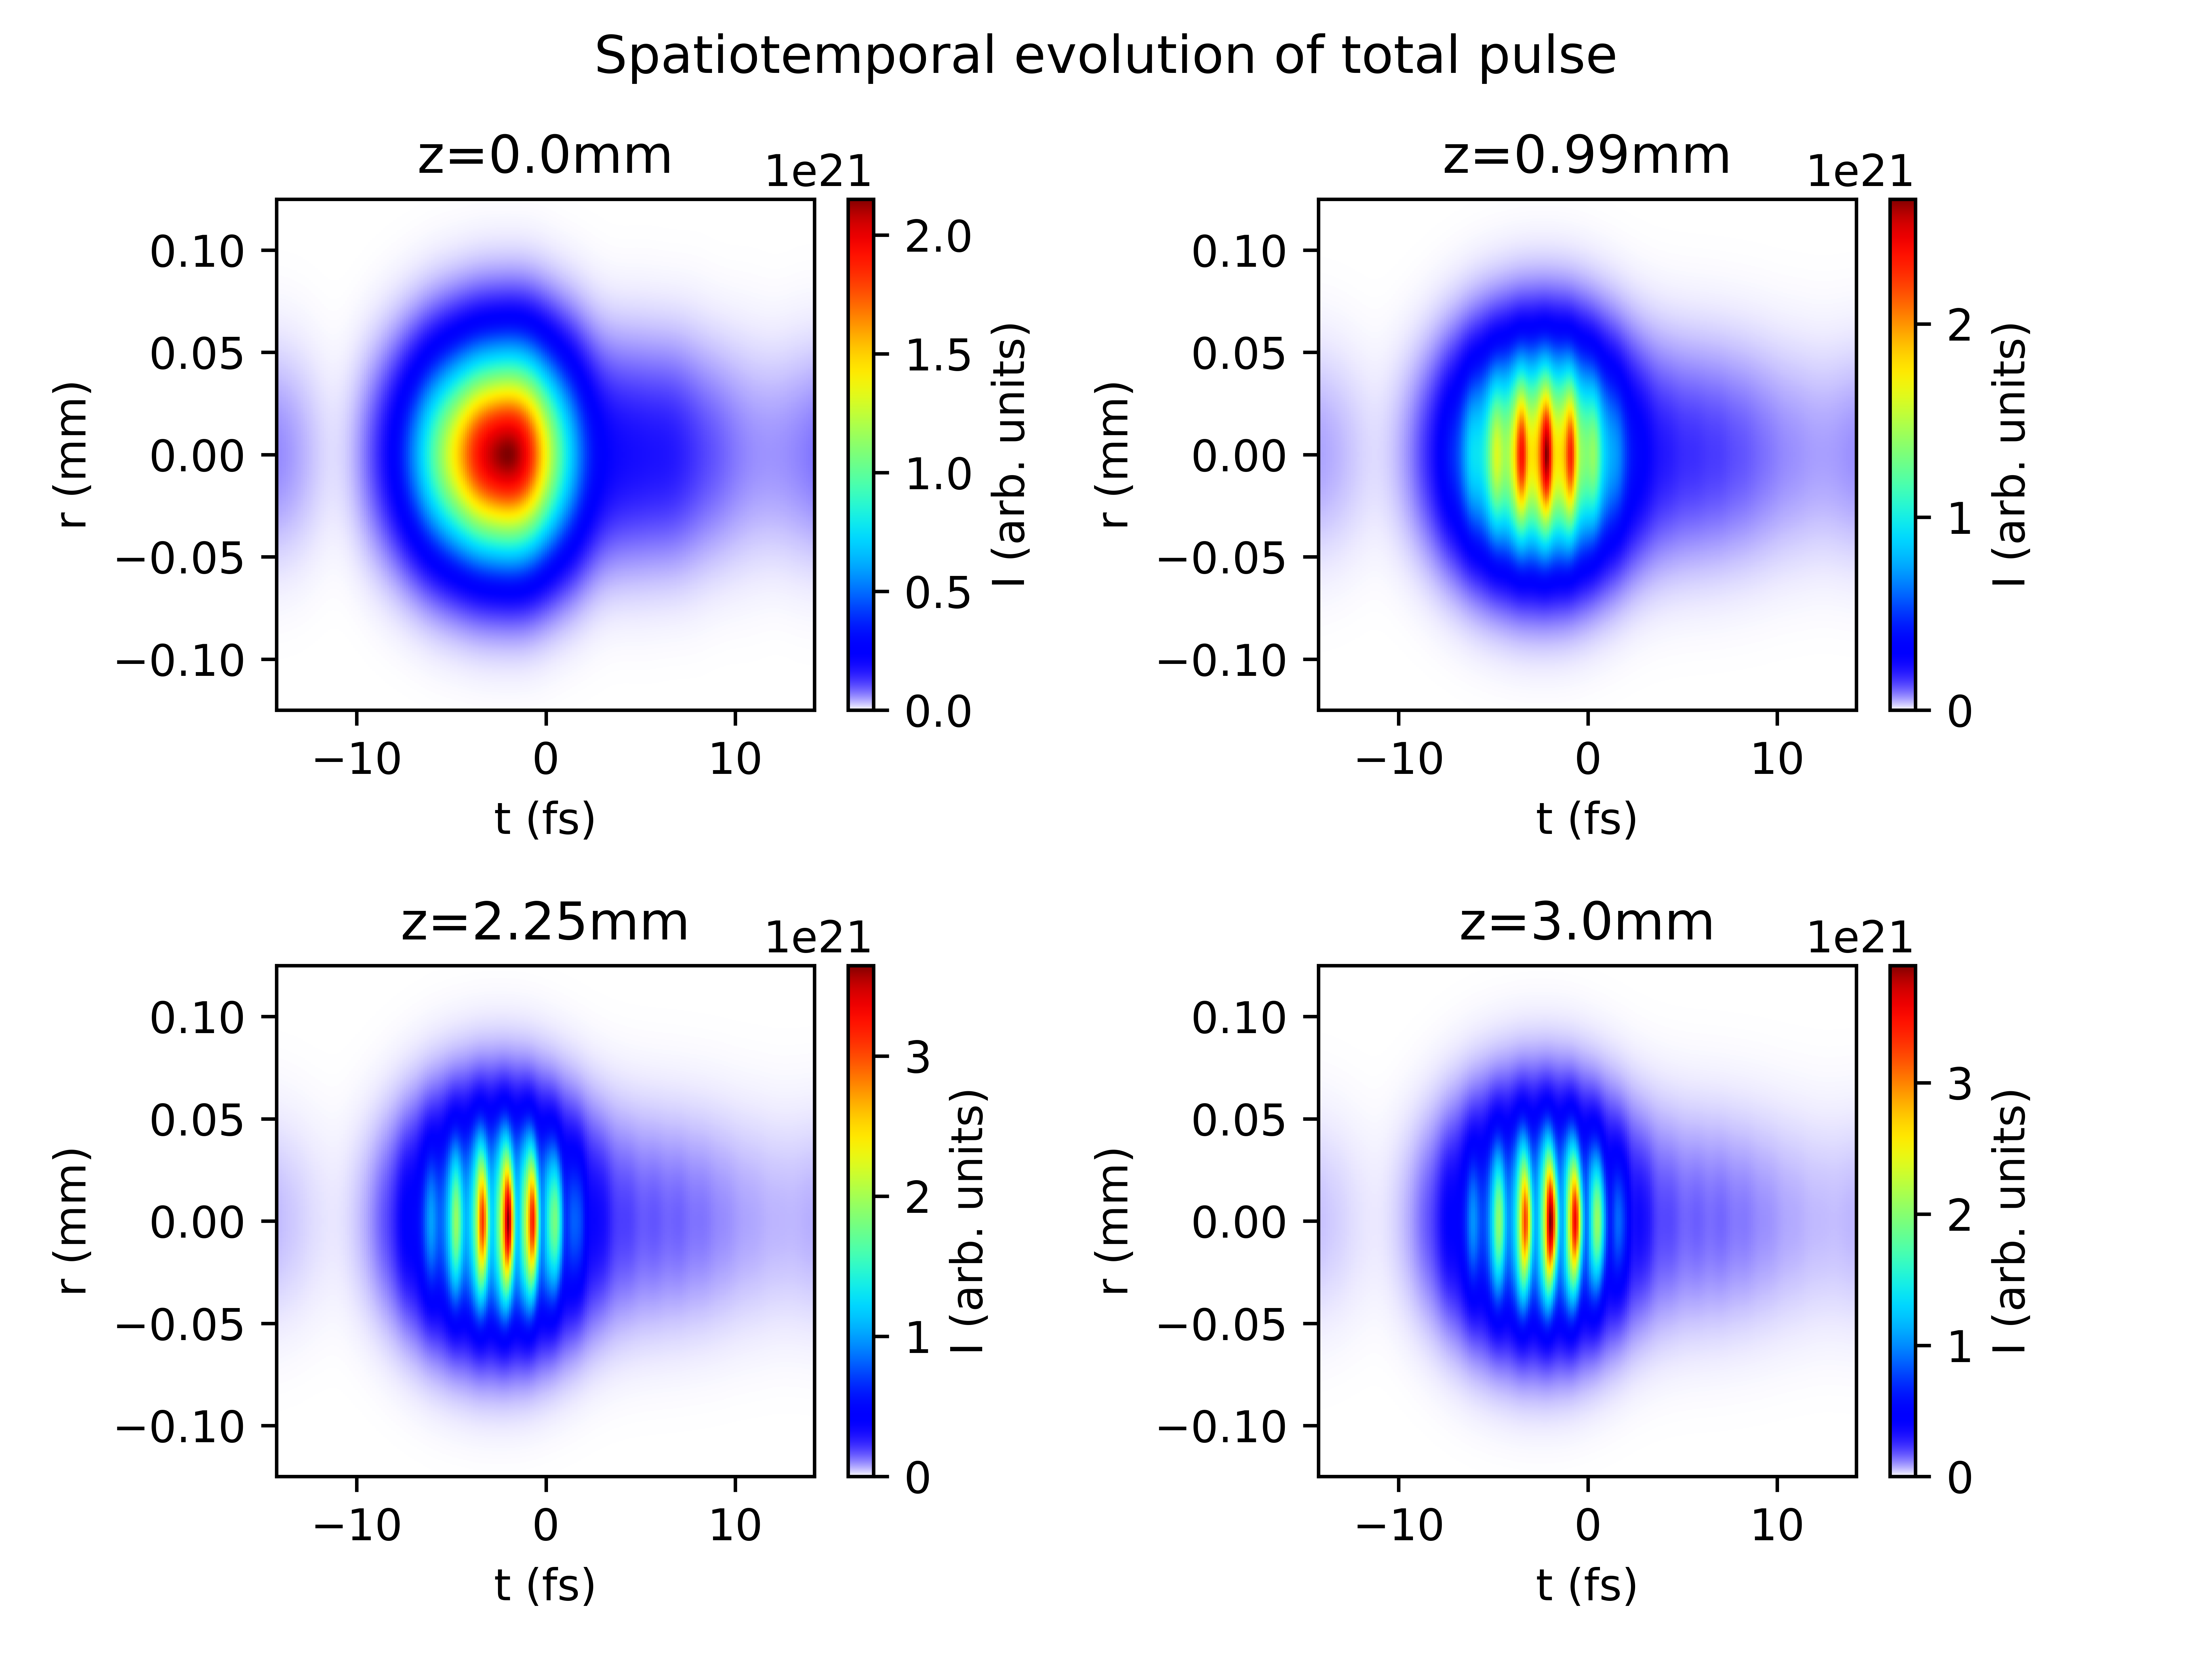 Spatiotemporal evolution of total pulse
z=0.0mm
1e21
0.10
0.05
0.00
−0.05
−0.10
r (mm)
−10 0 10
t (fs)
2.0
1.5
1.0
0.5
0.0
I (arb. units)
z=0.99mm
1e21
0.10
0.05
0.00
−0.05
−0.10
r (mm)
−10 0 10
t (fs)
2
1
0
I (arb. units)
z=2.25mm
1e21
0.10
0.05
0.00
−0.05
−0.10
r (mm)
−10 0 10
t (fs)
3
2
1
0
I (arb. units)
z=3.0mm
1e21
0.10
0.05
0.00
−0.05
−0.10
r (mm)
−10 0 10
t (fs)
3
2
1
0
I (arb. units)